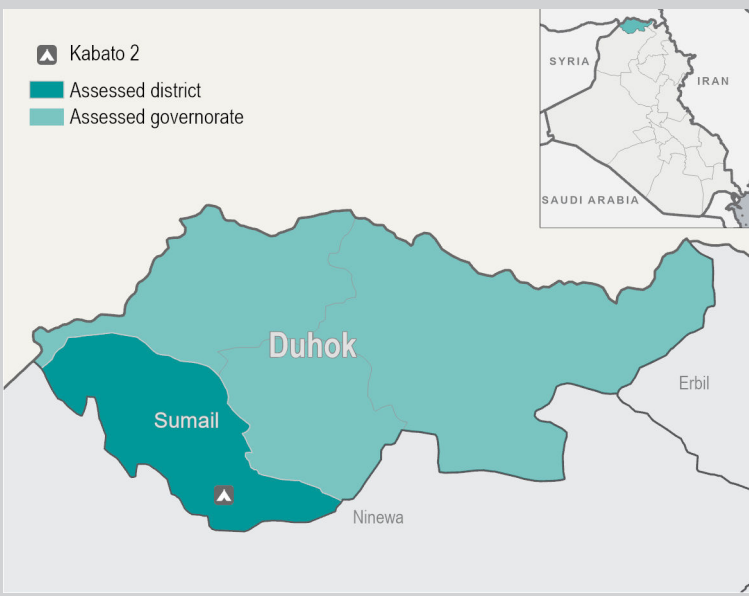 Kabato 2
Assessed district
Assessed governorate
SYRIA
IRAN
SAUDI ARABIA
Duhok
Erbil
Sumail
Ninewa